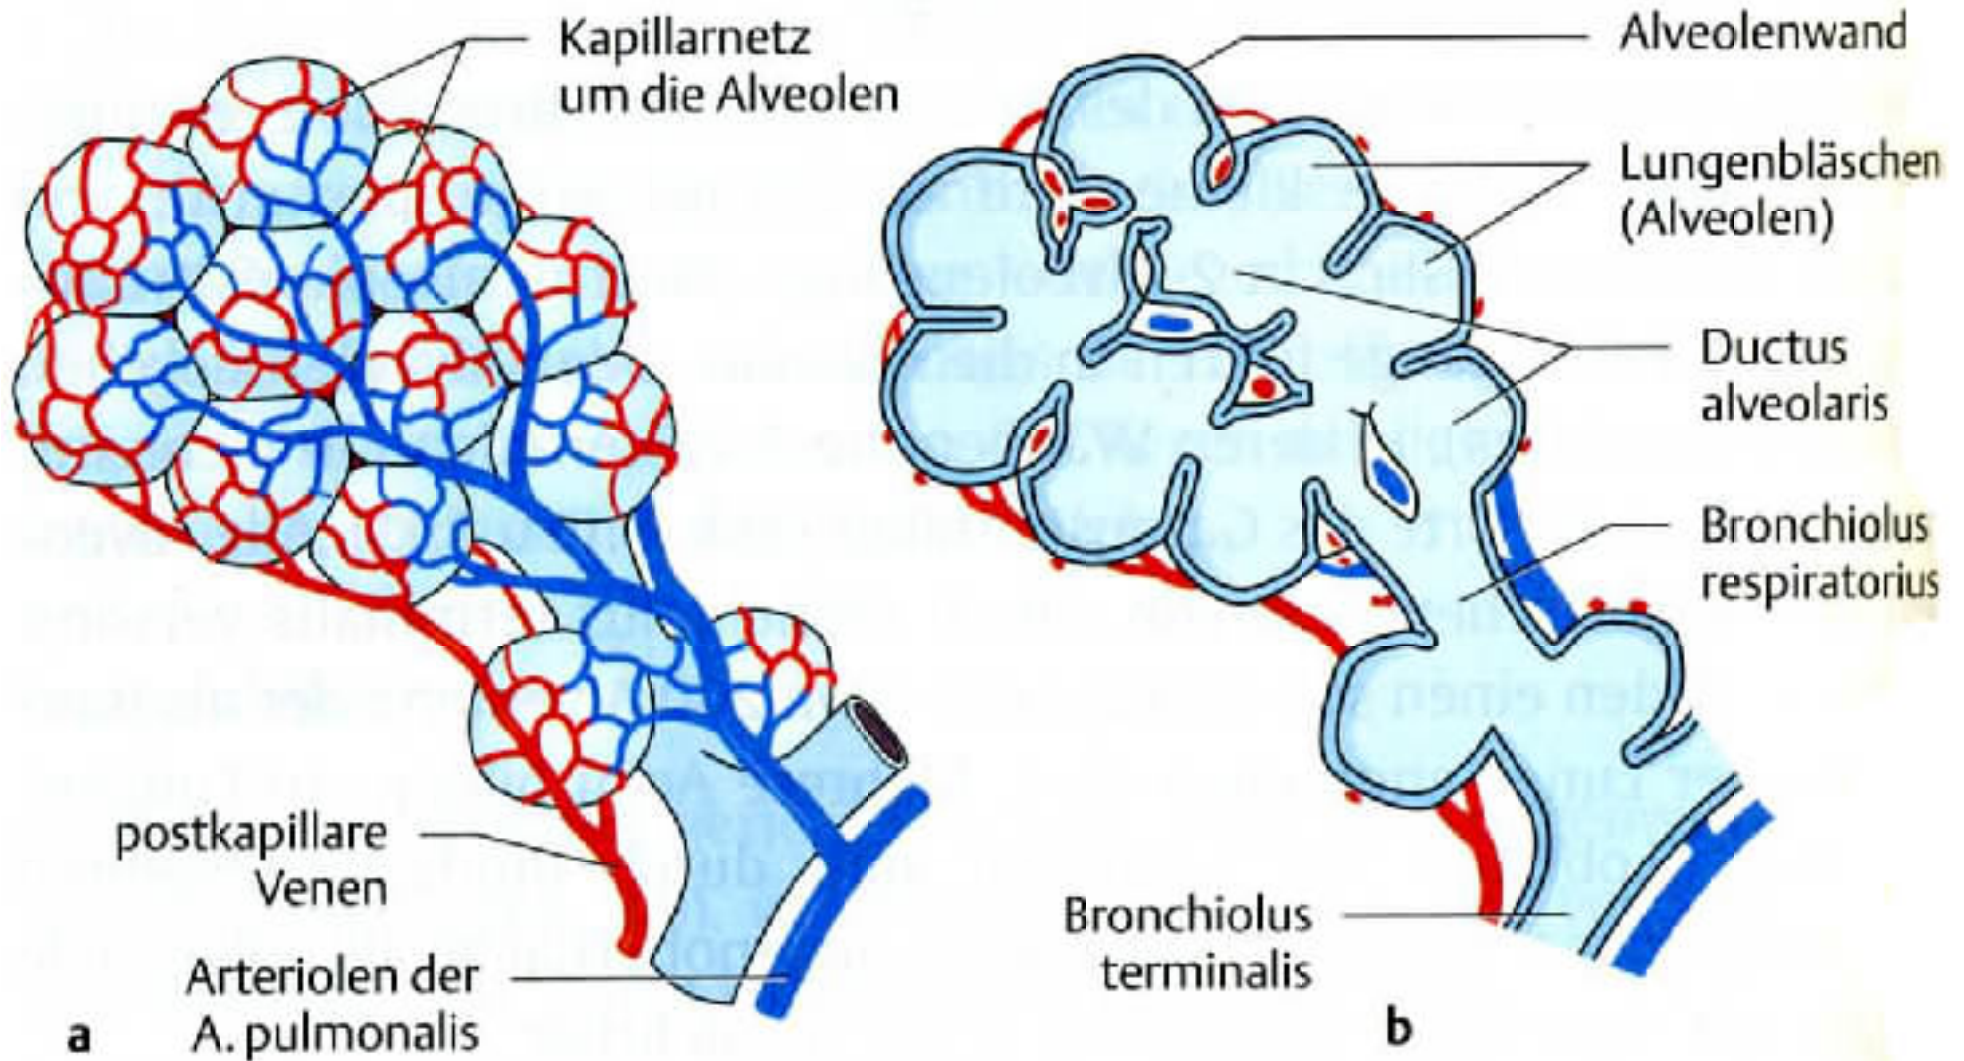 Kapillarnetz
um die Alveolen
postkapillare
Venen
Arteriolen der
A. pulmonalis
a
Alveolenwand
Lungenbläschen
(Alveolen)
Ductus
alveolaris
Bronchiolus
respiratorius
Bronchiolus
terminalis
b